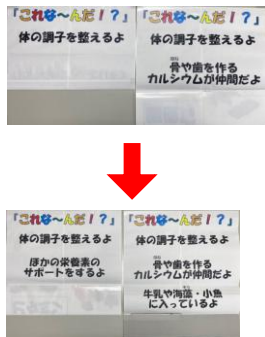 「これな~んだ！？」
体の調子を整えるよ
「これな~んだ！？」
体の調子を整えるよ
骨や歯を作る
カルシウムが仲間だよ
「これな~んだ！？」
体の調子を整えるよ
ほかの栄養素の
サポートをするよ
「これな~んだ！？」
体の調子を整えるよ
骨や歯を作る
カルシウムが仲間だよ
牛乳や海藻・小魚
に入っているよ